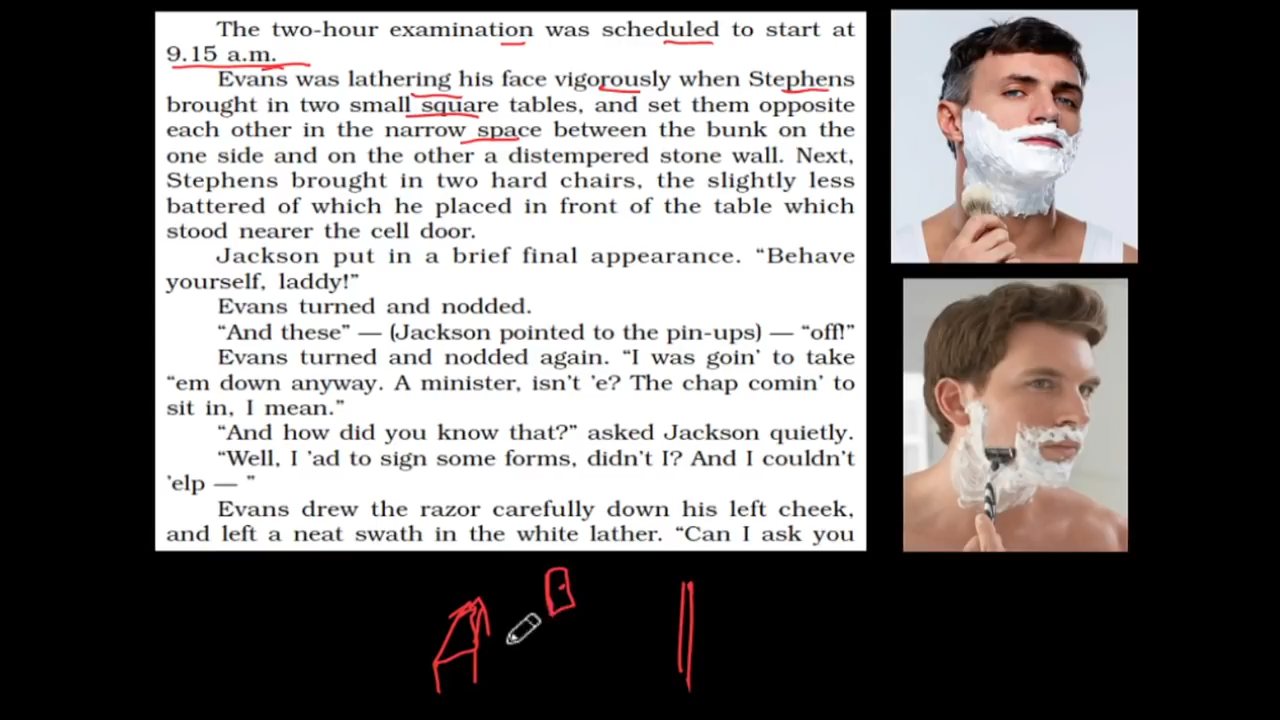 The two-hour examination was scheduled to start at
9.15 a.m.
Evans was lathering his face vigorously when Stephens
brought in two small square tables, and set them opposite
each other in the narrow space between the bunk on the
one side and on the other a distempered stone wall. Next,
Stephens brought in two hard chairs, the slightly less
battered of which he placed in front of the table which
stood nearer the cell door.
Jackson put in a brief final appearance. “Behave
yourself, laddy!”
Evans turned and nodded.
“And these” — (Jackson pointed to the pin-ups) — “off!”
Evans turned and nodded again. “I was goin’ to take
“em down anyway. A minister, isn’t ’e? The chap comin’ to
sit in, I mean.”
“And how did you know that?” asked Jackson quietly.
“Well, I ’ad to sign some forms, didn’t I? And I couldn’t
’elp — ”
Evans drew the razor carefully down his left cheek,
and left a neat swath in the white lather. “Can I ask you